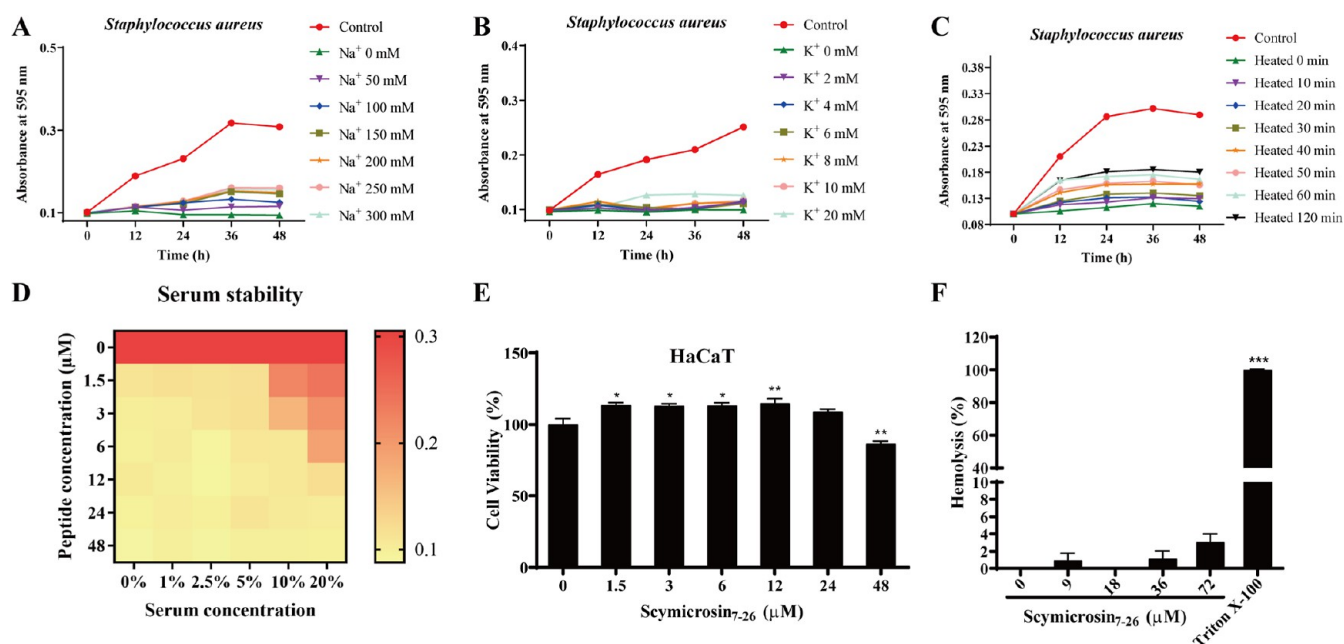 A
Staphylococcus aureus
Absorbance at 595 nm
0.5
0.3
0.1
0 12 24 36 48
Time (h)
Control
Na⁺ 0 mM
Na⁺ 50 mM
Na⁺ 100 mM
Na⁺ 150 mM
Na⁺ 200 mM
Na⁺ 250 mM
Na⁺ 300 mM
B
Staphylococcus aureus
Absorbance at 595 nm
0.4
0.3
0.2
0.1
0 12 24 36 48
Time (h)
Control
K⁺ 0 mM
K⁺ 2 mM
K⁺ 4 mM
K⁺ 6 mM
K⁺ 8 mM
K⁺ 10 mM
K⁺ 20 mM
C
Staphylococcus aureus
Absorbance at 595 nm
0.38
0.33
0.28
0.23
0.18
0.13
0.08
0 12 24 36 48
Time (h)
Control
Heated 0 min
Heated 10 min
Heated 20 min
Heated 30 min
Heated 40 min
Heated 50 min
Heated 60 min
Heated 120 min
D
Serum stability
Peptide concentration (μM)
0
1.5
3
6
12
24
48
0% 1% 2.5% 5% 10% 20%
Serum concentration
0.3
0.2
0.1
E
HaCaT
Cell Viability (%)
150
100
50
0
* * * ** **
0 1.5 3 6 12 24 48
Scymicrosin₇₋₂₆ (μM)
F
Hemolysis (%)
120
100
80
60
40
8
6
4
2
0
***
0 9 18 36 72 Triton X-100
Scymicrosin₇₋₂₆ (μM)